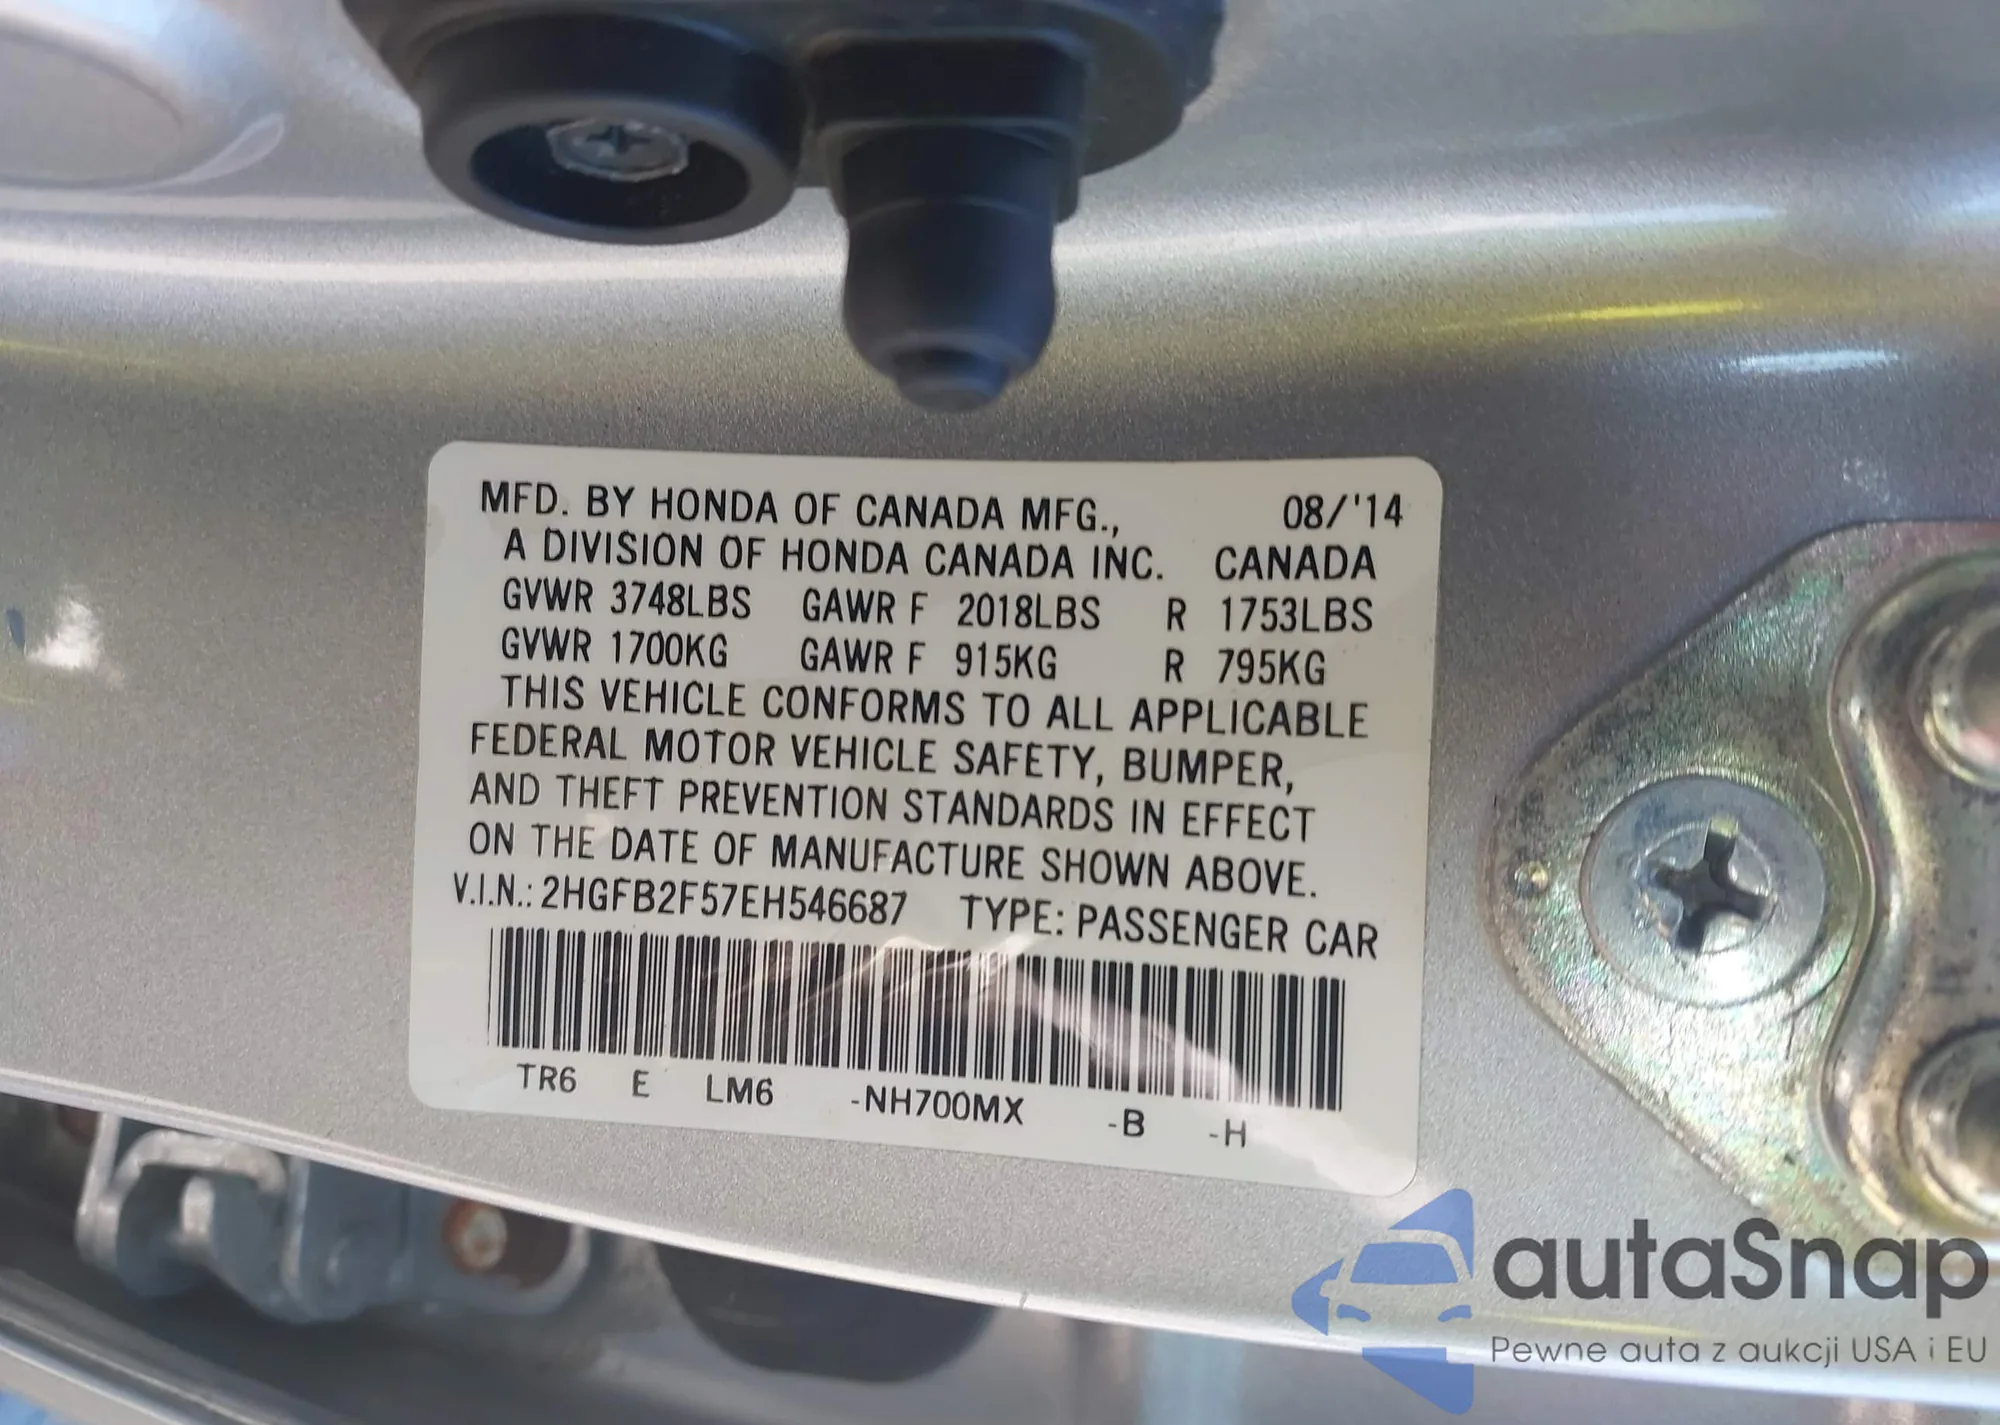 MFD. BY HONDA OF CANADA MFG., 08/'14
A DIVISION OF HONDA CANADA INC. CANADA
GVWR 3748LBS GAWR F 2018LBS R 1753LBS
GVWR 1700KG GAWR F 915KG R 795KG
THIS VEHICLE CONFORMS TO ALL APPLICABLE
FEDERAL MOTOR VEHICLE SAFETY, BUMPER,
AND THEFT PREVENTION STANDARDS IN EFFECT
ON THE DATE OF MANUFACTURE SHOWN ABOVE.
V.I.N.: 2HGFB2F57EH546687 TYPE: PASSENGER CAR
TR6 E LM6 -NH700MX -B -H
autaSnap
Pewne auta z aukcji USA i EU